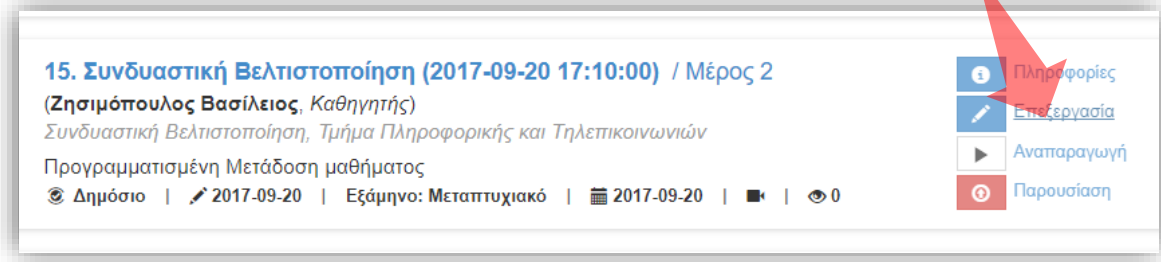 15. Συνδυαστική Βελτιστοποίηση (2017-09-20 17:10:00) / Μέρος 2
(Ζησιμόπουλος Βασίλειος, Καθηγητής)
Συνδυαστική Βελτιστοποίηση, Τμήμα Πληροφορικής και Τηλεπικοινωνιών
Προγραμματισμένη Μετάδοση μαθήματος
Δημόσιο | 2017-09-20 | Εξάμηνο: Μεταπτυχιακό | 2017-09-20 | | 0
Πληροφορίες
Επεξεργασία
Αναπαραγωγή
Παρουσίαση